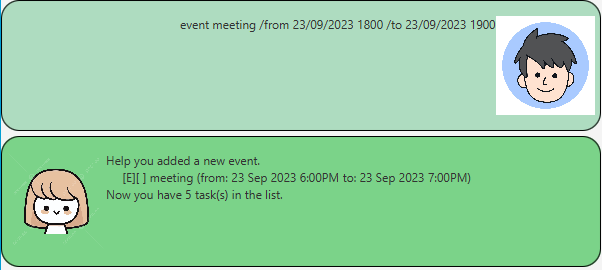 event meeting /from 23/09/2023 1800 /to 23/09/2023 1900
Help you added a new event.
[E][ ] meeting (from: 23 Sep 2023 6:00PM to: 23 Sep 2023 7:00PM)
Now you have 5 task(s) in the list.